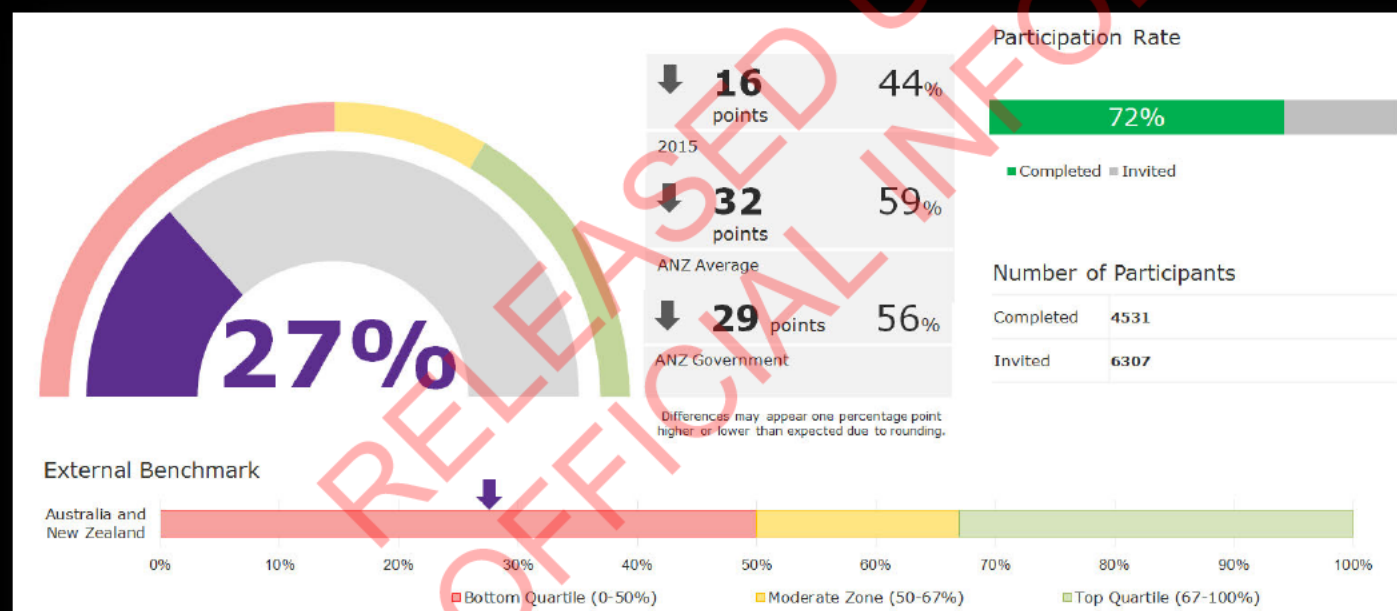 Participation Rate
16 points 44%
2015
32 points 59%
ANZ Average
29 points 56%
ANZ Government
Differences may appear one percentage point
higher or lower than expected due to rounding.
27%
72%
Completed Invited
Number of Participants
Completed 4531
Invited 6307
External Benchmark
Australia and
New Zealand
0% 10% 20% 30% 40% 50% 60% 70% 80% 90% 100%
Bottom Quartile (0-50%) Moderate Zone (50-67%) Top Quartile (67-100%)
RELEASED
OFFICIAL